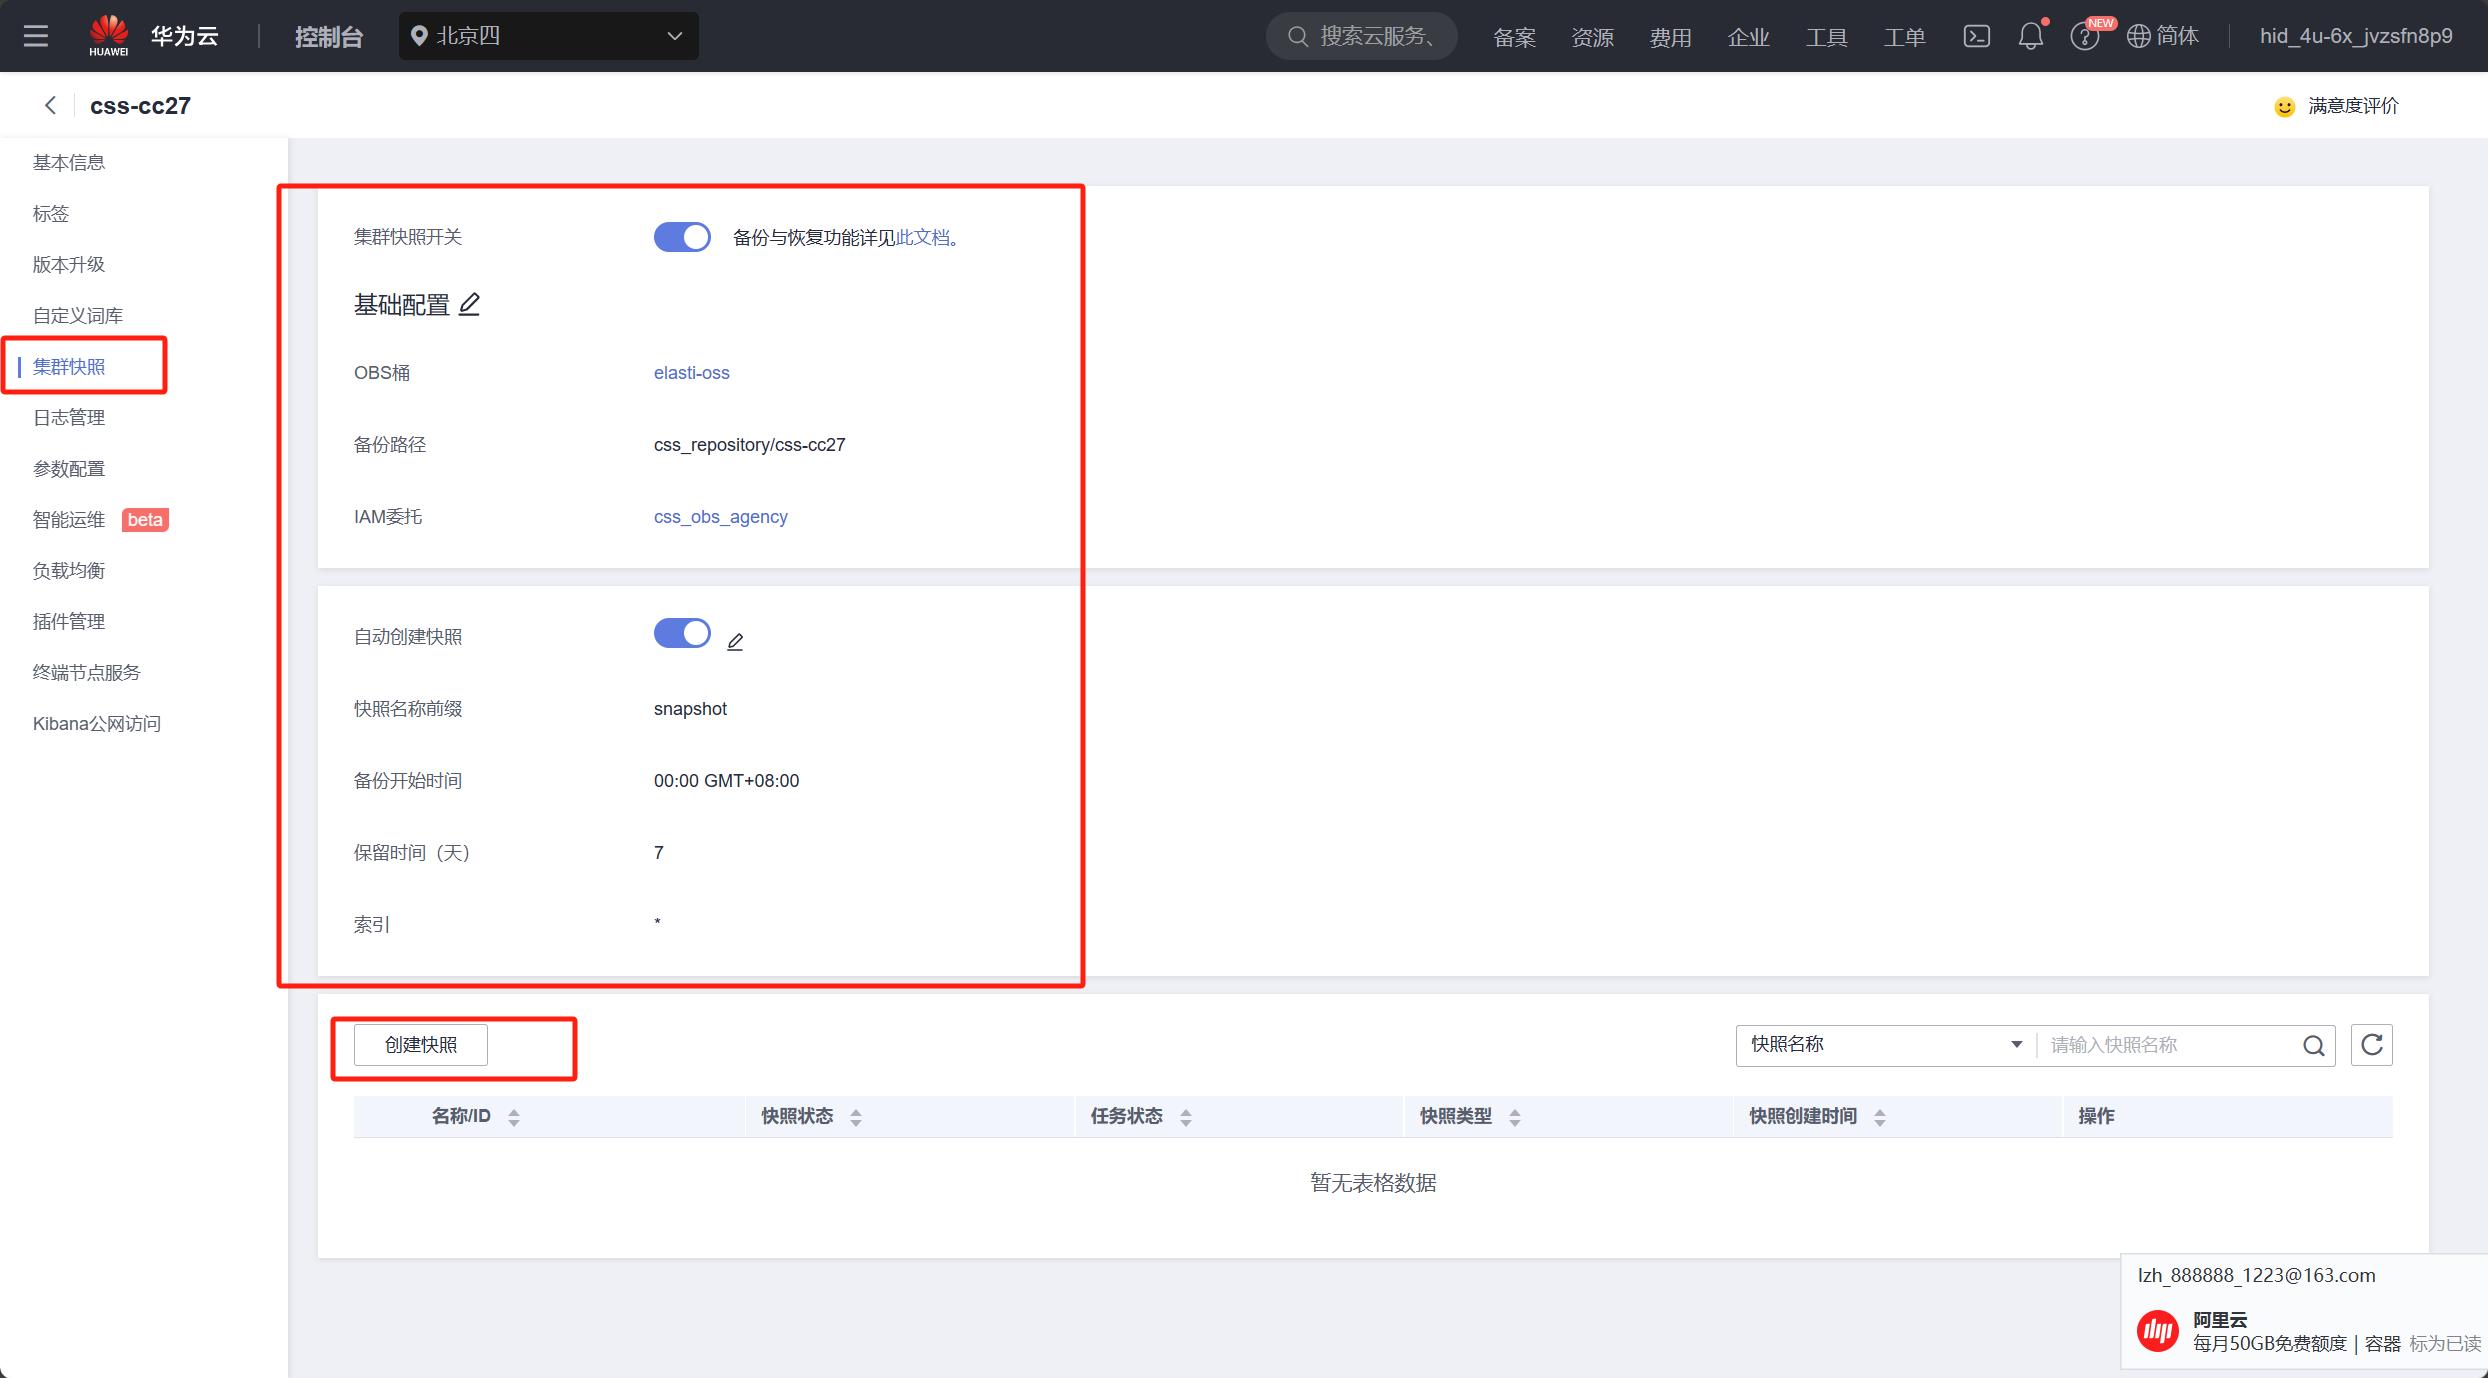 HUAWEI
华为云
控制台
北京四
搜索云服务、
备案
资源
费用
企业
工具
工单
NEW
简体
hid_4u-6x_jvzsfn8p9
css-cc27
满意度评价
基本信息
标签
版本升级
自定义词库
集群快照
日志管理
参数配置
智能运维 beta
负载均衡
插件管理
终端节点服务
Kibana公网访问
集群快照开关
备份与恢复功能详见此文档。
基础配置
OBS桶
elasti-oss
备份路径
css_repository/css-cc27
IAM委托
css_obs_agency
自动创建快照
快照名称前缀
snapshot
备份开始时间
00:00 GMT+08:00
保留时间（天）
7
索引
*
创建快照
快照名称
请输入快照名称
名称/ID
快照状态
任务状态
快照类型
快照创建时间
操作
暂无表格数据
lzh_888888_1223@163.com
阿里云
每月50GB免费额度 | 容器 标为已读